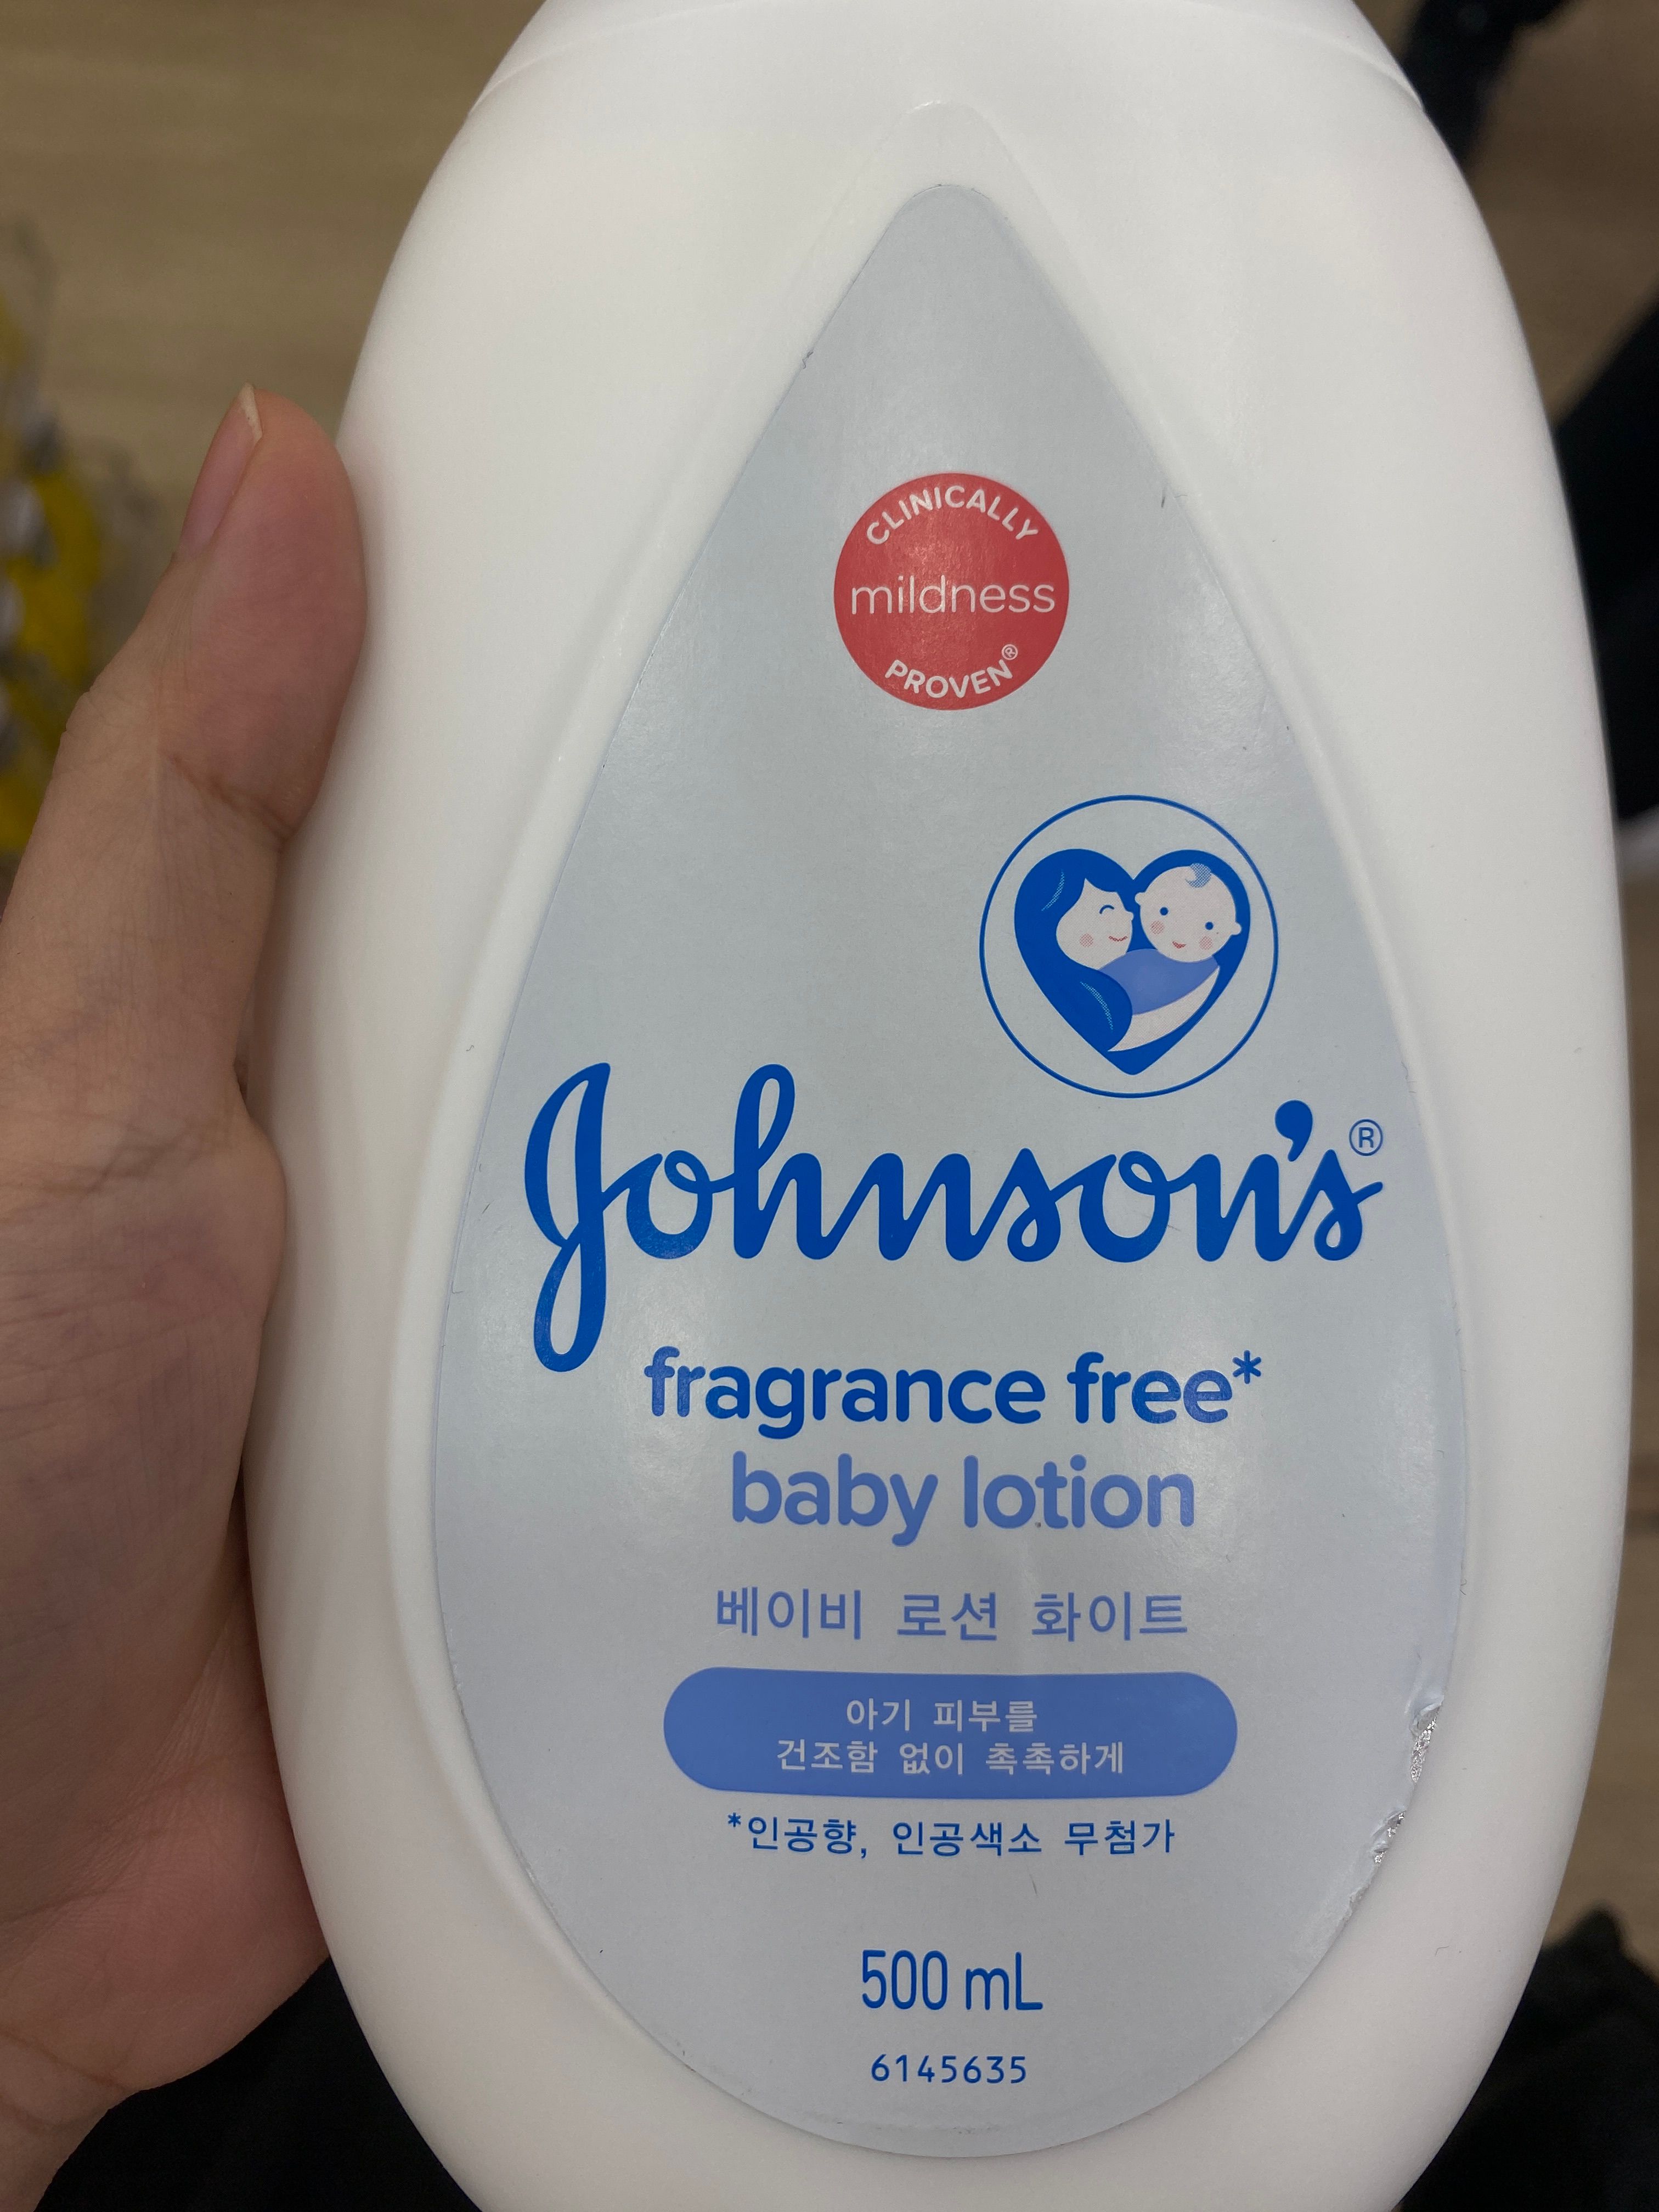 CLINICALLY
mildness
PROVEN®
Johnson's®
fragrance free*
baby lotion
베이비 로션 화이트
아기 피부를
건조함 없이 촉촉하게
*인공향, 인공색소 무첨가
500 mL
6145635